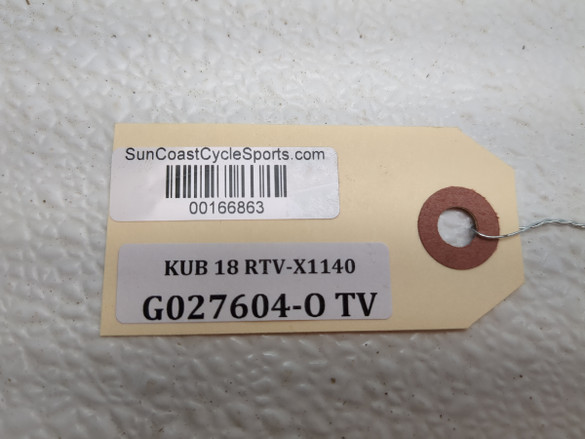 SunCoastCycleSports.com
00166863
KUB 18 RTV-X1140
G027604-O TV